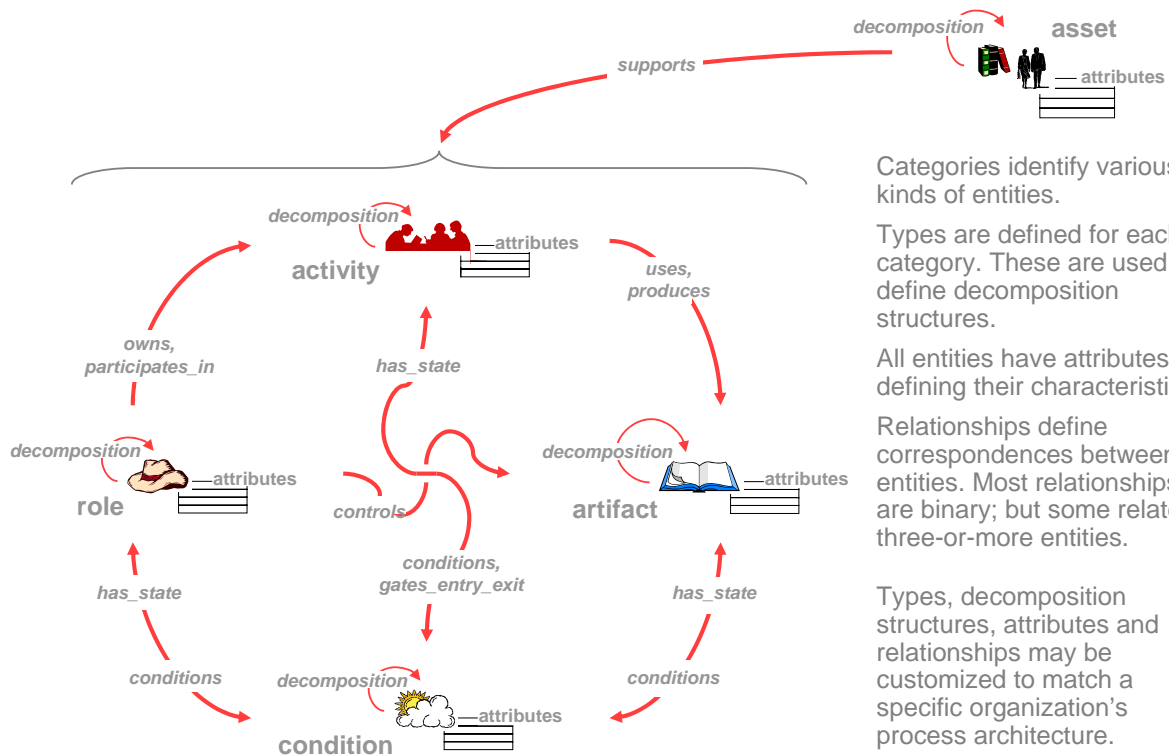 decomposition
asset
supports
attributes
Categories identify various
kinds of entities.
decomposition
attributes
activity
uses,
produces
Types are defined for each
category. These are used
define decomposition
structures.
owns,
participates_in
has_state
All entities have attributes
defining their characteristi
decomposition
attributes
role
controls
decomposition
attributes
artifact
Relationships define
correspondences between
entities. Most relationships
are binary; but some relate
three-or-more entities.
conditions,
gates_entry_exit
has_state
has_state
Types, decomposition
structures, attributes and
relationships may be
customized to match a
specific organization's
process architecture.
conditions
decomposition
conditions
attributes
condition